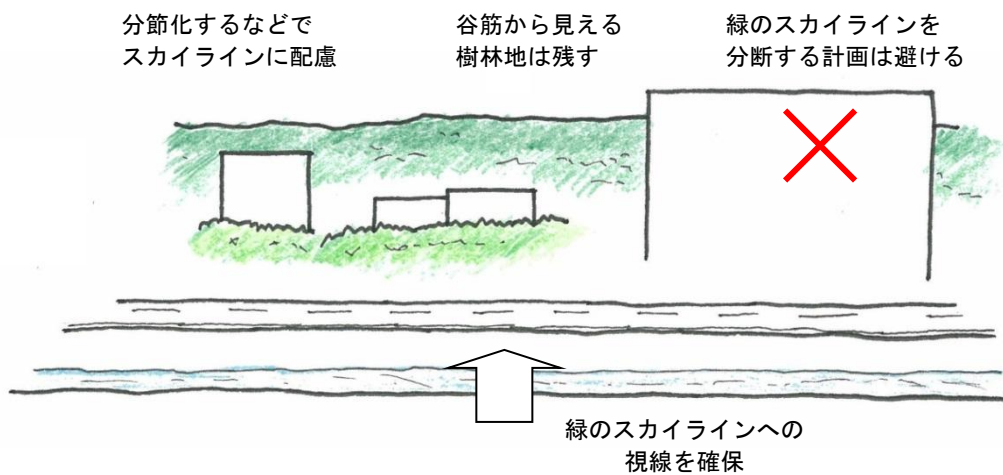 分節化するなどで
スカイラインに配慮
谷筋から見える
樹林地は残す
緑のスカイラインを
分断する計画は避ける
緑のスカイラインへの
視線を確保